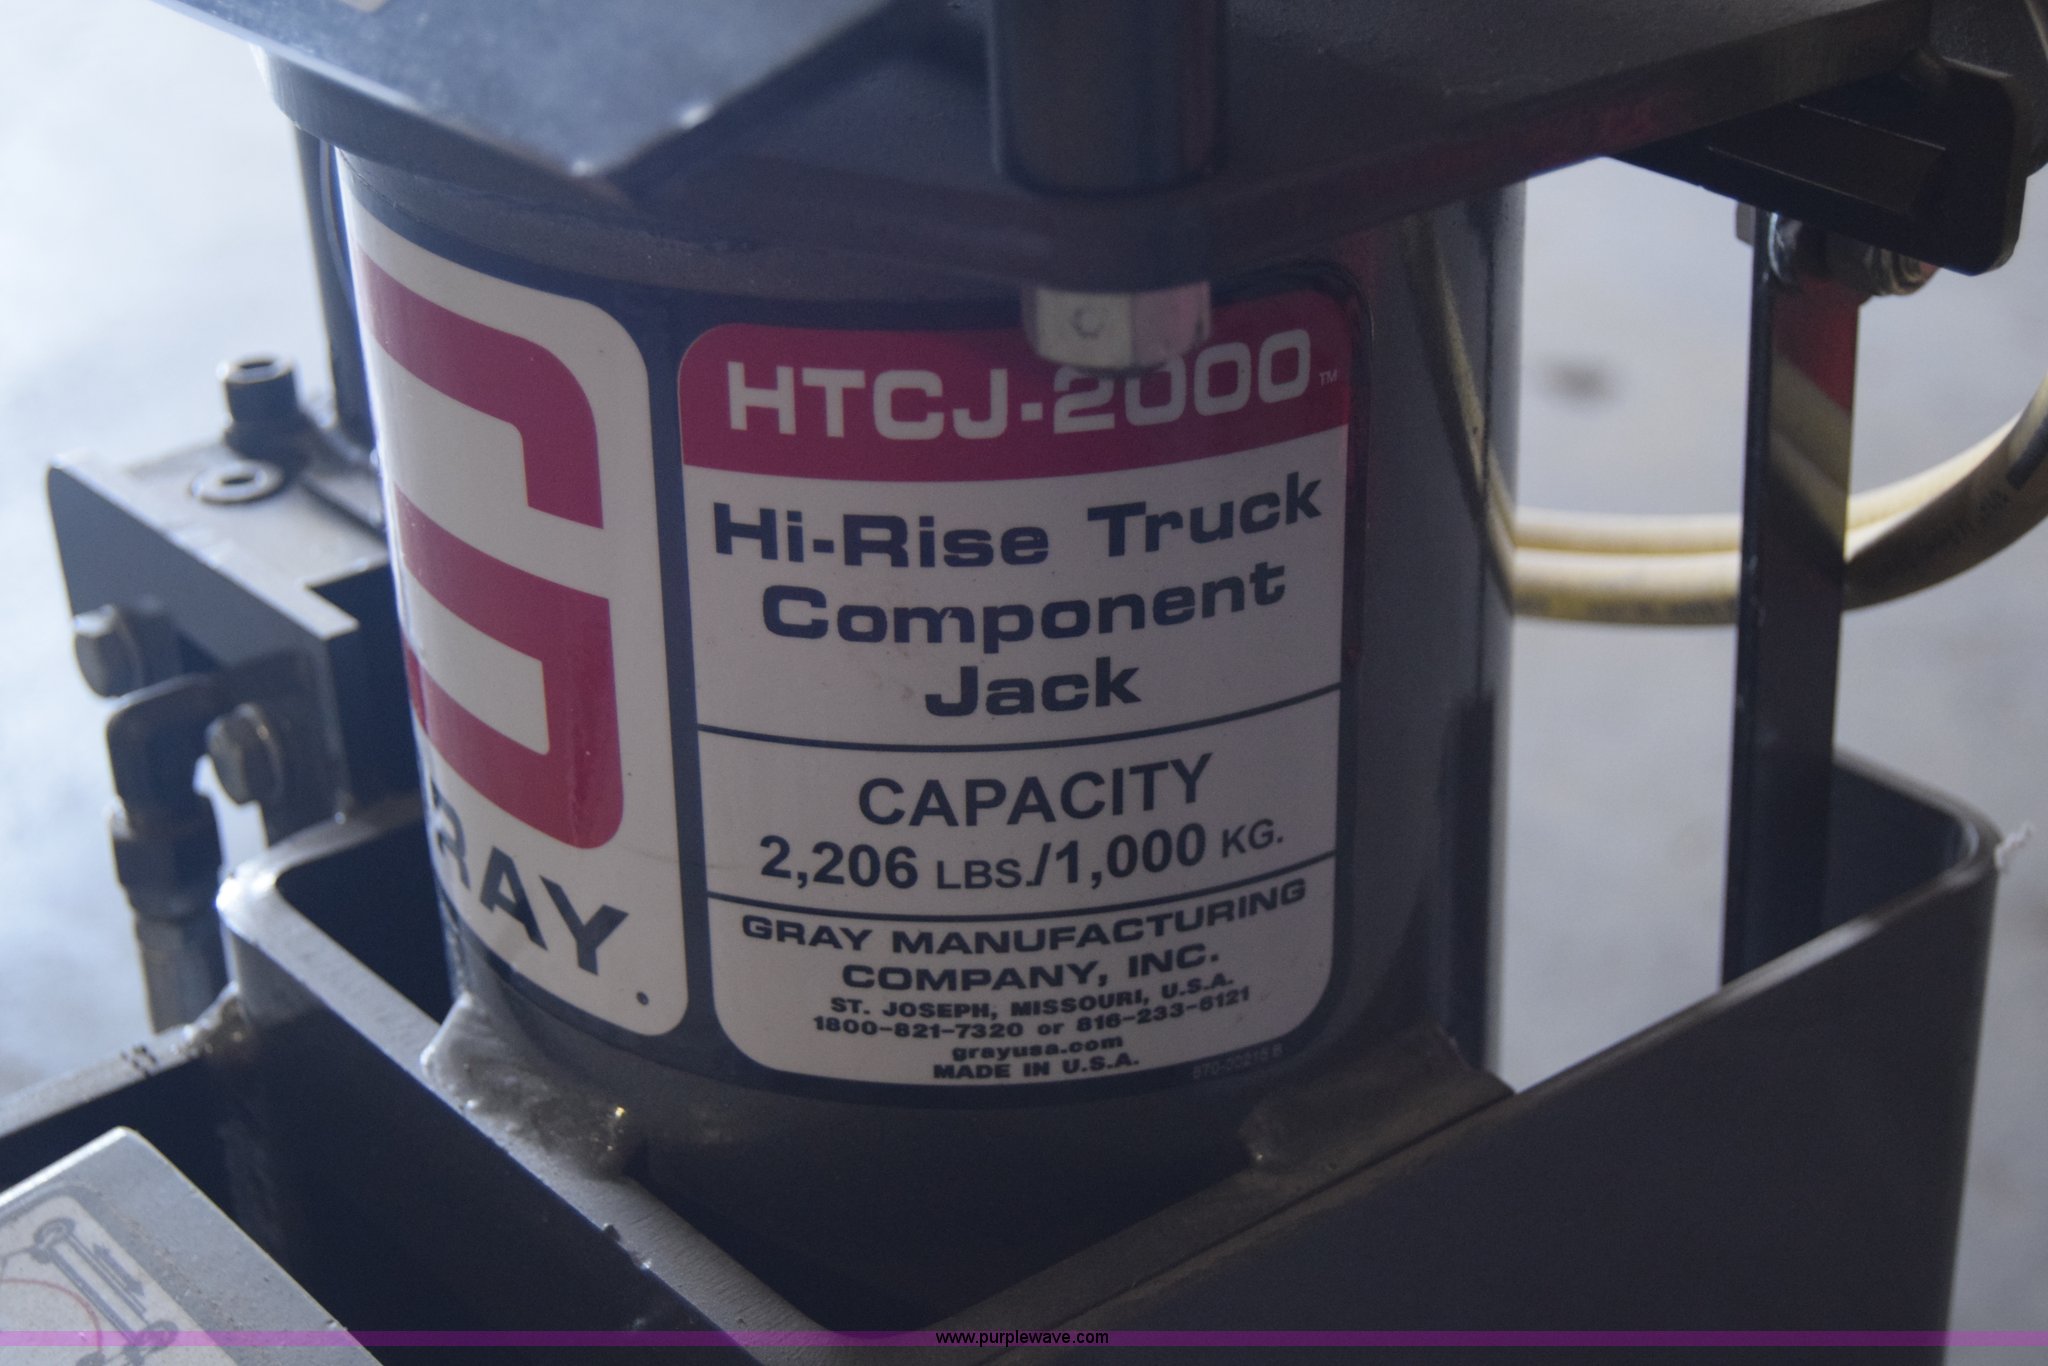 HTCJ-2000 ™
Hi-Rise Truck
Component
Jack
CAPACITY
2,206 LBS./1,000 KG.
GRAY MANUFACTURING
COMPANY, INC.
ST. JOSEPH, MISSOURI, U.S.A.
1800-821-7320 or 816-233-6121
grayusa.com
MADE IN U.S.A.
RAY
www.purplewave.com